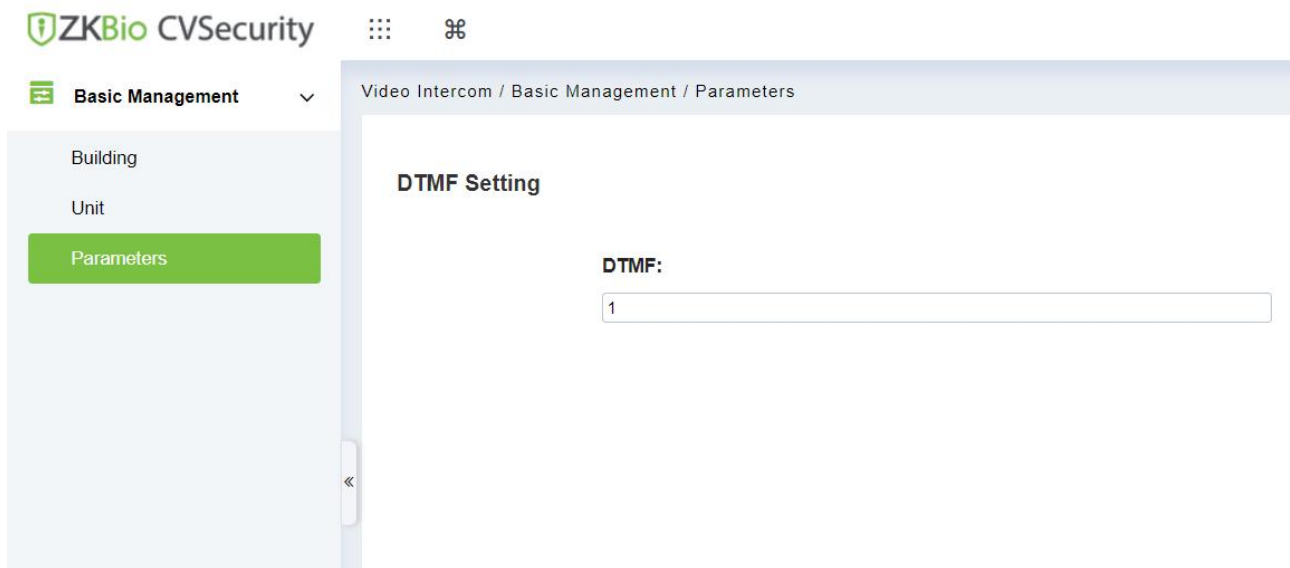 ZKBio CVSecurity
Basic Management
Video Intercom / Basic Management / Parameters
Building
Unit
Parameters
DTMF Setting
DTMF:
1